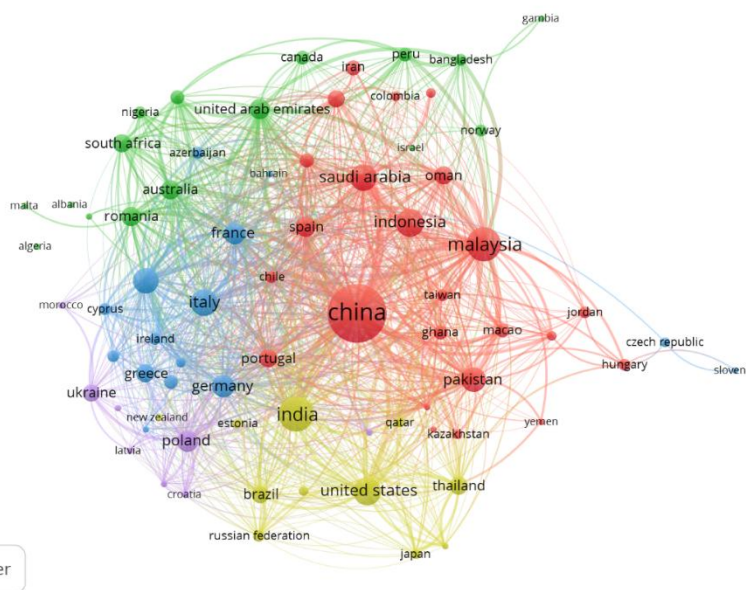 gambia
canada
peru
bangladesh
iran
colombia
nigeria
united arab emirates
norway
south africa
azerbaijan
israel
bahrain
saudi arabia
oman
australia
malta
albania
romania
france
spain
indonesia
malaysia
algeria
chile
taiwan
morocco
cyprus
italy
china
jordan
ireland
ghana
macao
czech republic
portugal
hungary
sloven
greece
germany
pakistan
ukraine
new zealand
estonia
india
qatar
yemen
poland
kazakhstan
latvia
croatia
brazil
united states
thailand
russian federation
japan
er